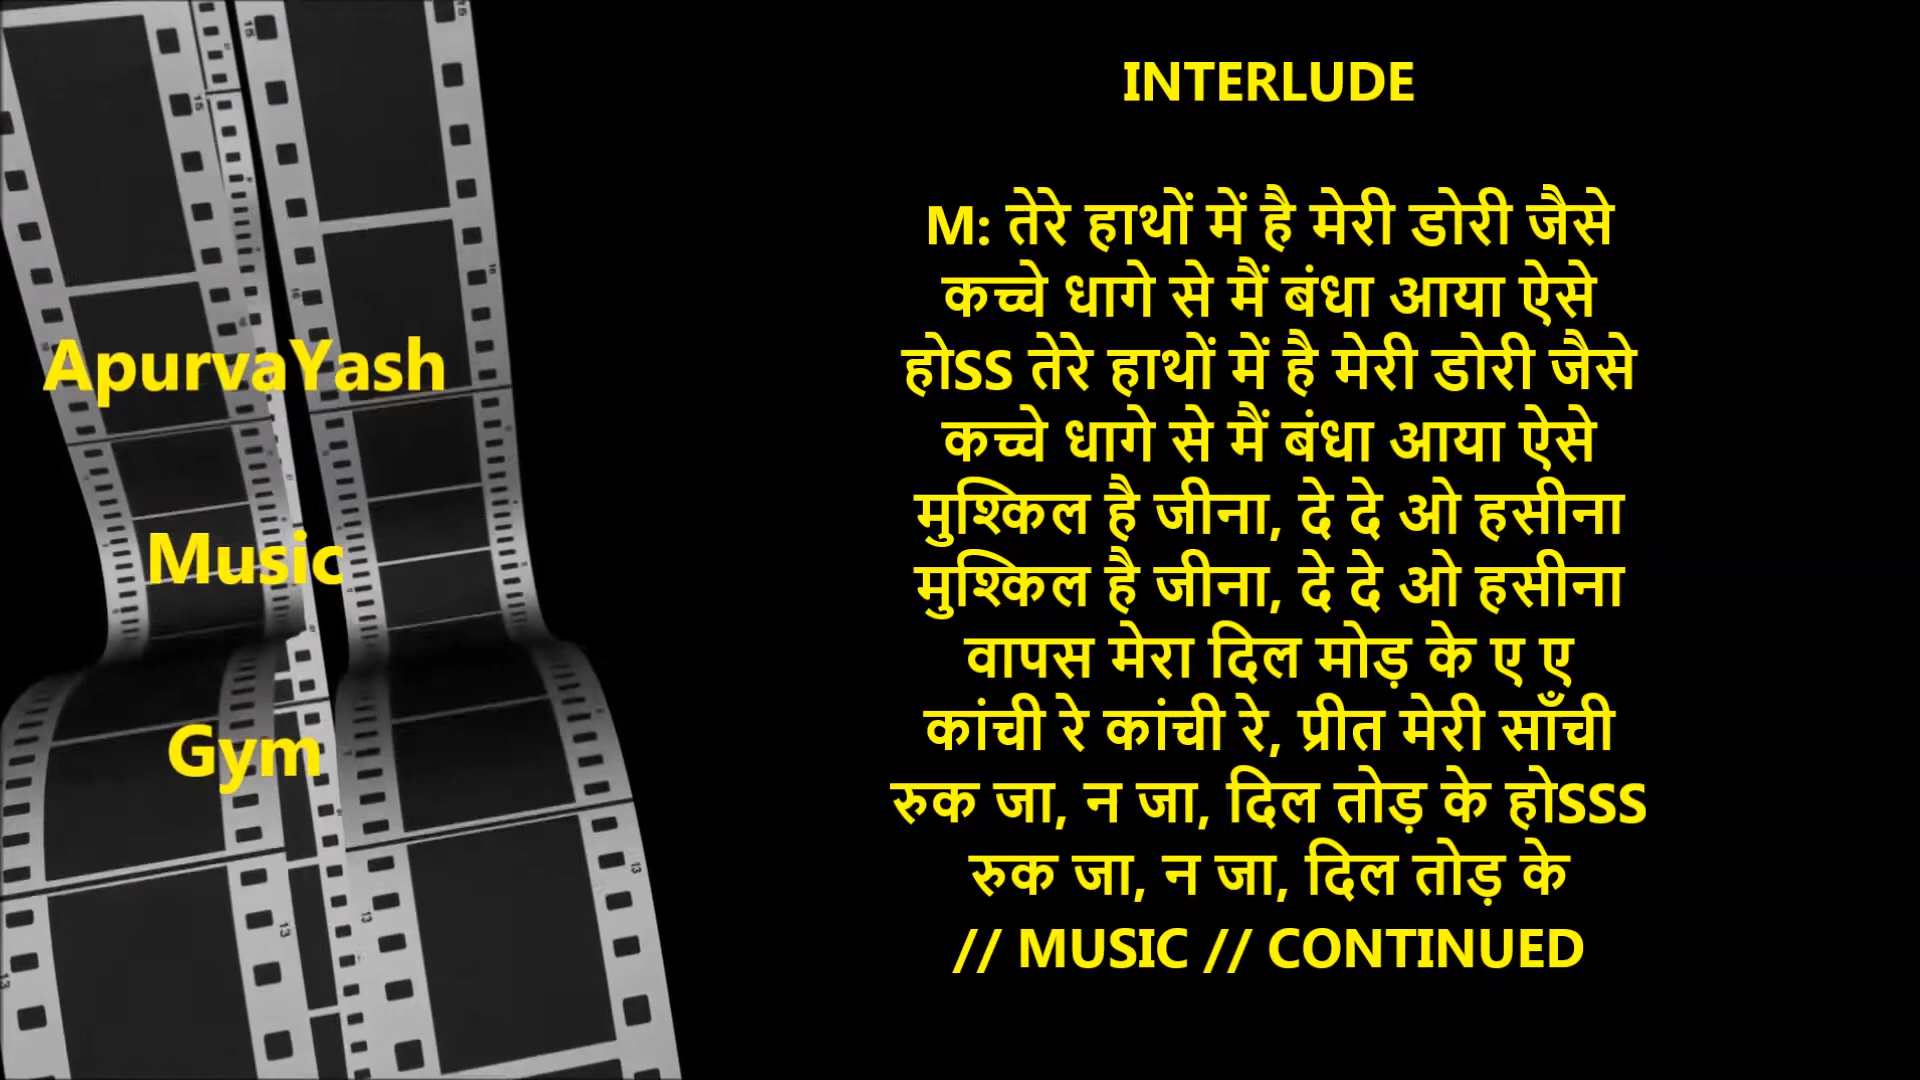 ApurvaYash
Music
Gym
INTERLUDE
M: तेरे हाथों में है मेरी डोरी जैसे
कच्चे धागे से मैं बंधा आया ऐसे
होSS तेरे हाथों में है मेरी डोरी जैसे
कच्चे धागे से मैं बंधा आया ऐसे
मुश्किल है जीना, दे दे ओ हसीना
मुश्किल है जीना, दे दे ओ हसीना
वापस मेरा दिल मोड़ के ए ए
कांची रे कांची रे, प्रीत मेरी साँची
रुक जा, न जा, दिल तोड़ के होSSS
रुक जा, न जा, दिल तोड़ के
// MUSIC // CONTINUED